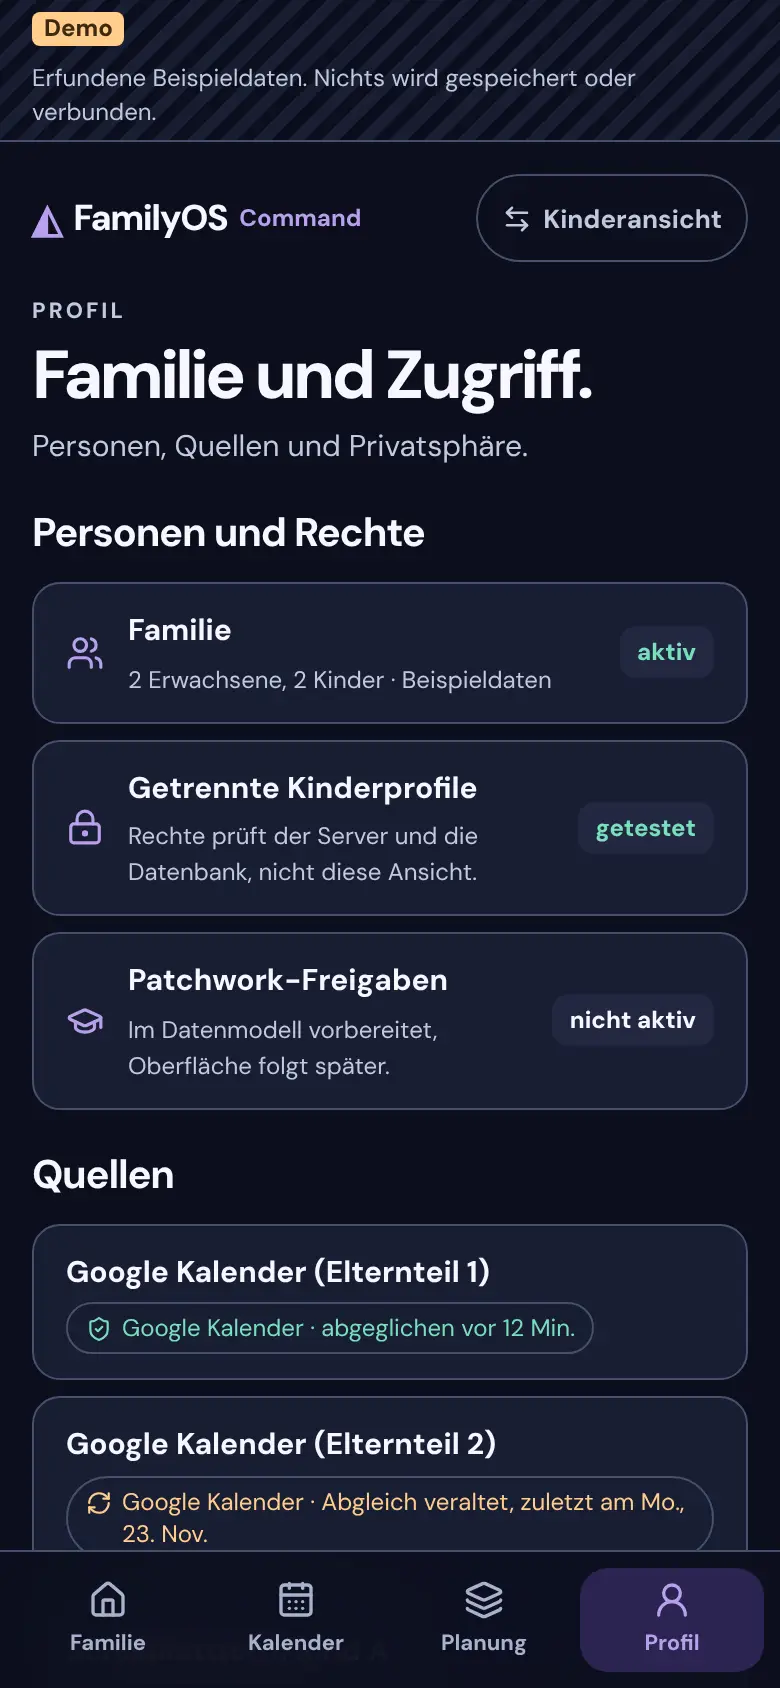 Demo
Erfundene Beispieldaten. Nichts wird gespeichert oder
verbunden.
FamilyOS Command
Kinderansicht
PROFIL
Familie und Zugriff.
Personen, Quellen und Privatsphäre.
Personen und Rechte
Familie
2 Erwachsene, 2 Kinder · Beispieldaten
aktiv
Getrennte Kinderprofile
Rechte prüft der Server und die
Datenbank, nicht diese Ansicht.
getestet
Patchwork-Freigaben
Im Datenmodell vorbereitet,
Oberfläche folgt später.
nicht aktiv
Quellen
Google Kalender (Elternteil 1)
Google Kalender · abgeglichen vor 12 Min.
Google Kalender (Elternteil 2)
Google Kalender · Abgleich veraltet, zuletzt am Mo.,
23. Nov.
Familie
Kalender
Planung
Profil